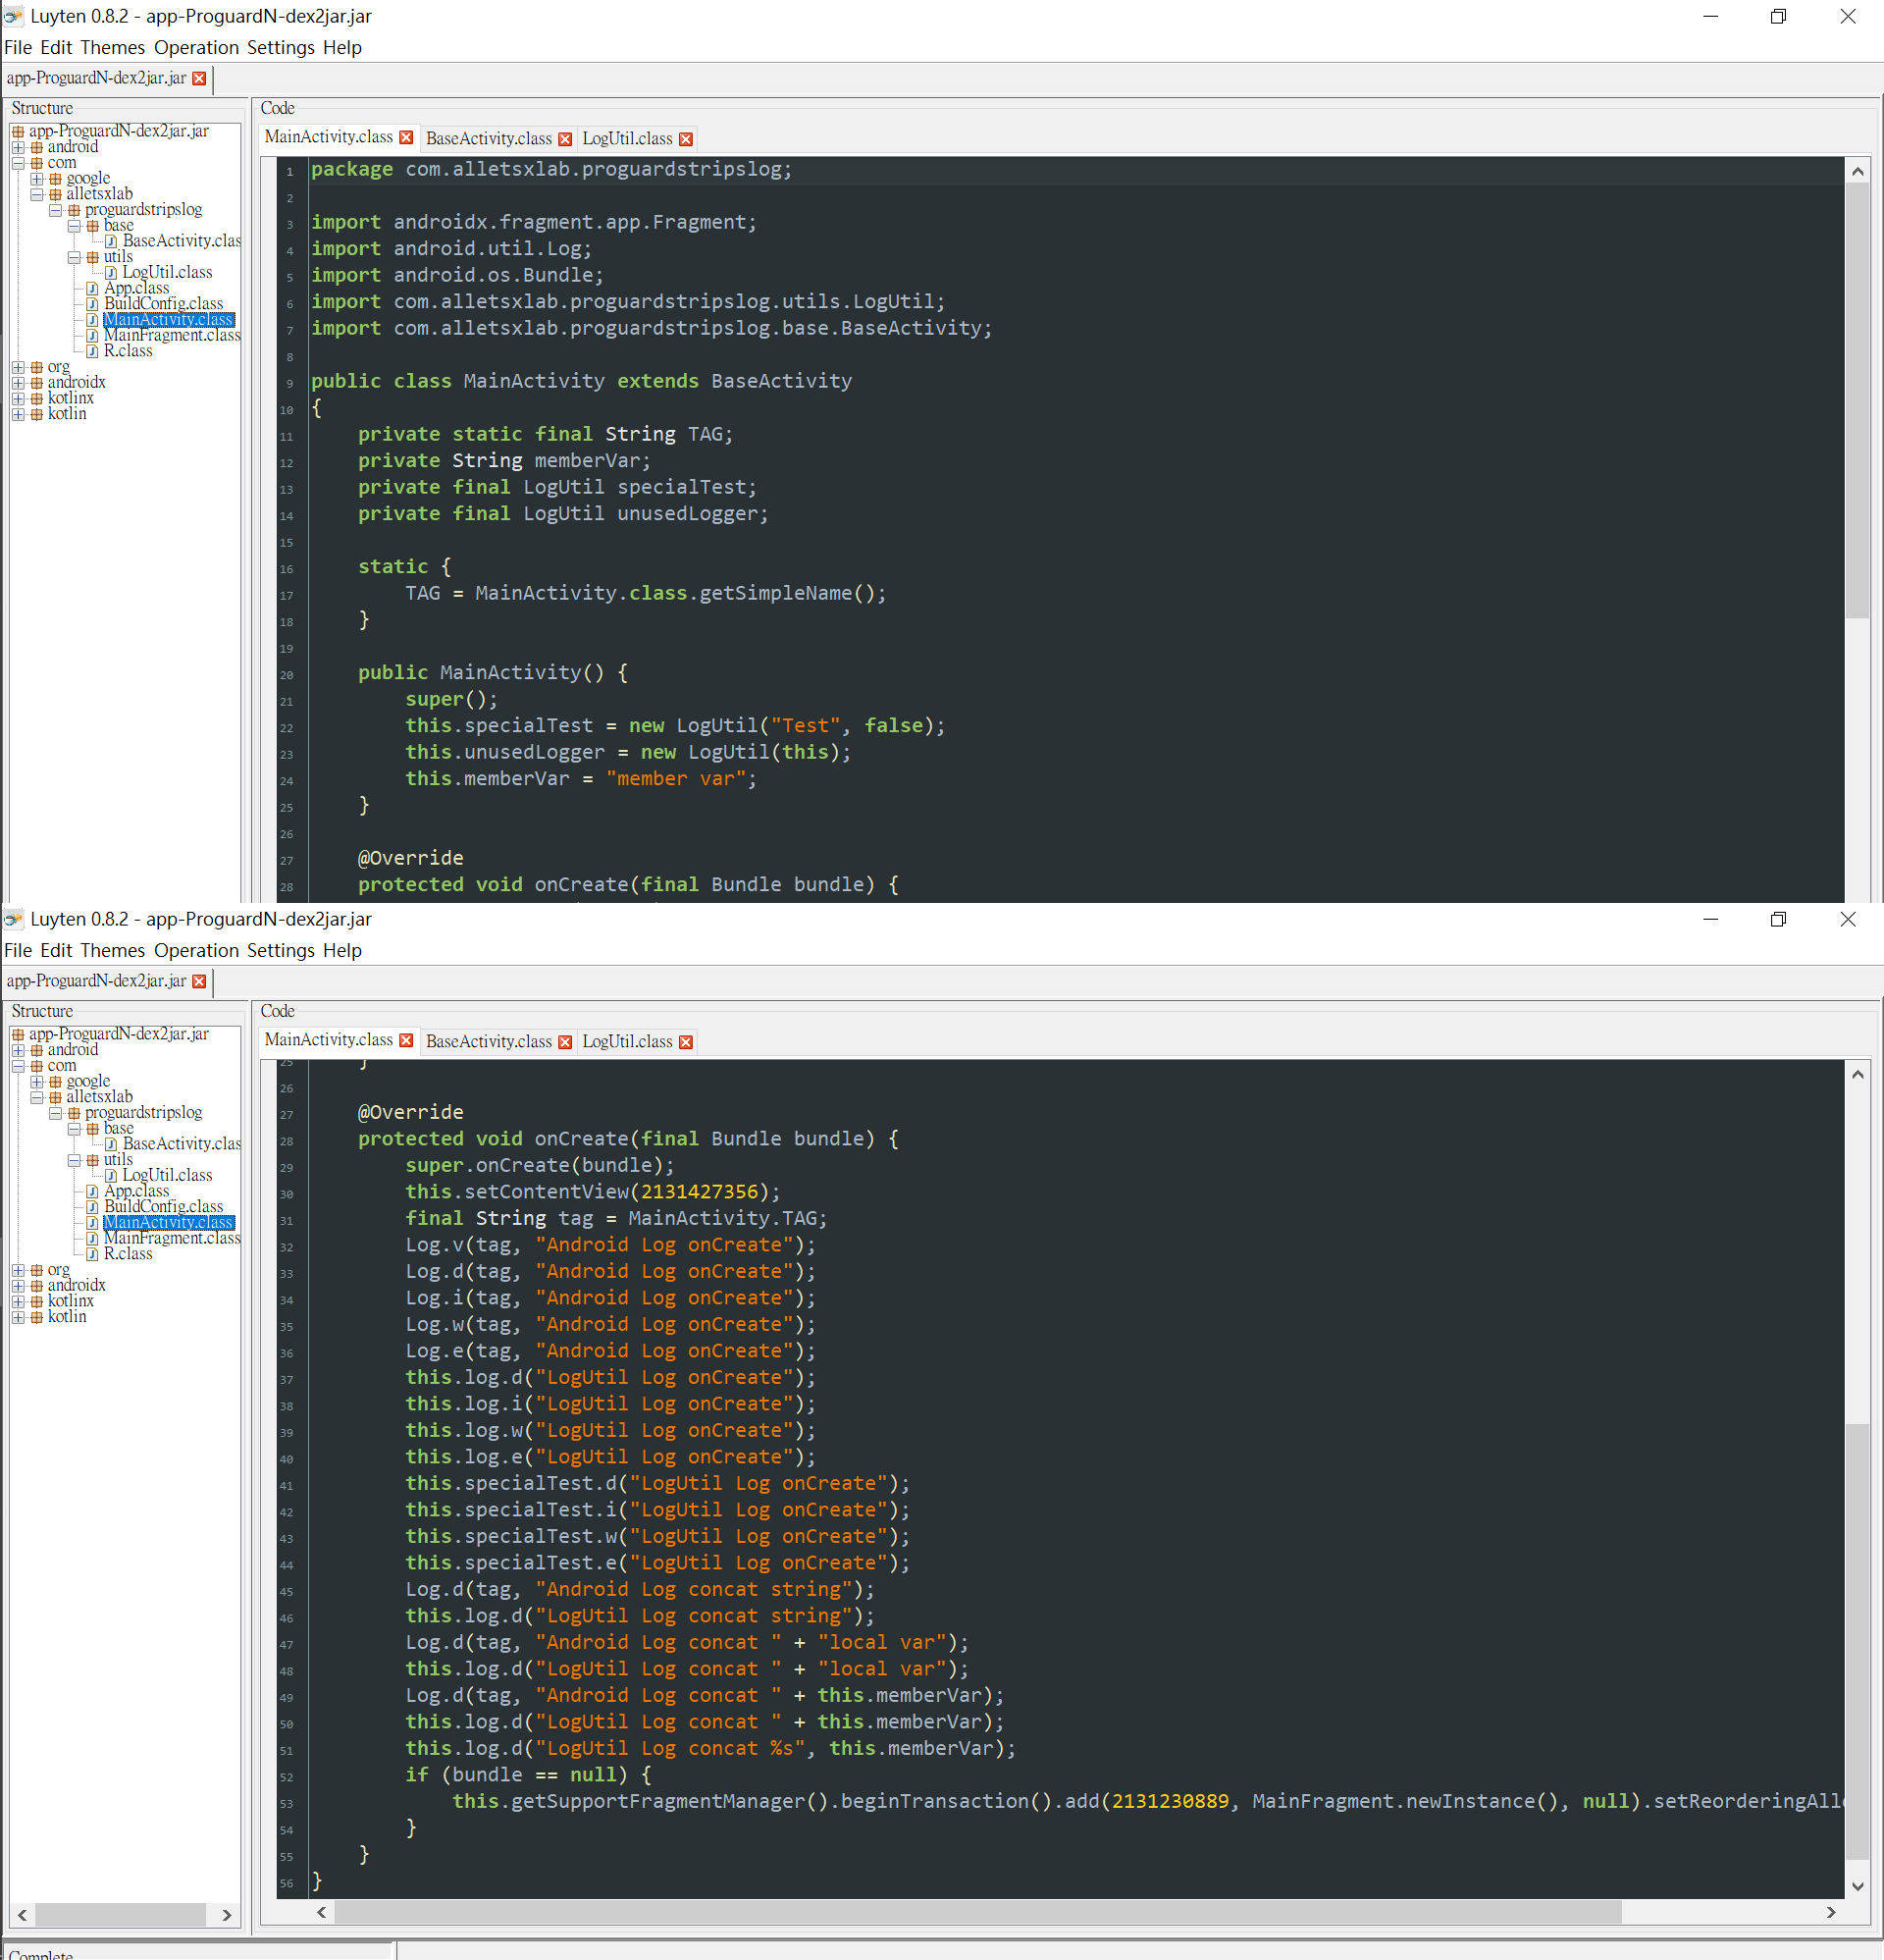 Luyten 0.8.2 - app-ProguardN-dex2jar.jar
File Edit Themes Operation Settings Help
app-ProguardN-dex2jar.jar
Structure
app-ProguardN-dex2jar.jar
android
com
google
alletsxlab
proguardstripslog
base
BaseActivity.clas
utils
LogUtil.class
App.class
BuildConfig.class
MainActivity.class
MainFragment.class
R.class
org
androidx
kotlinx
kotlin
Code
MainActivity.class BaseActivity.class LogUtil.class
1 package com.alletsxlab.proguardstripslog;
2
3 import androidx.fragment.app.Fragment;
4 import android.util.Log;
5 import android.os.Bundle;
6 import com.alletsxlab.proguardstripslog.utils.LogUtil;
7 import com.alletsxlab.proguardstripslog.base.BaseActivity;
8
9 public class MainActivity extends BaseActivity
10 {
11 private static final String TAG;
12 private String memberVar;
13 private final LogUtil specialTest;
14 private final LogUtil unusedLogger;
15
16 static {
17 TAG = MainActivity.class.getSimpleName();
18 }
19
20 public MainActivity() {
21 super();
22 this.specialTest = new LogUtil("Test", false);
23 this.unusedLogger = new LogUtil(this);
24 this.memberVar = "member var";
25 }
26
27 @Override
28 protected void onCreate(final Bundle bundle) {
Luyten 0.8.2 - app-ProguardN-dex2jar.jar
File Edit Themes Operation Settings Help
app-ProguardN-dex2jar.jar
Structure
app-ProguardN-dex2jar.jar
android
com
google
alletsxlab
proguardstripslog
base
BaseActivity.clas
utils
LogUtil.class
App.class
BuildConfig.class
MainActivity.class
MainFragment.class
R.class
org
androidx
kotlinx
kotlin
Code
MainActivity.class BaseActivity.class LogUtil.class
25 }
26
27 @Override
28 protected void onCreate(final Bundle bundle) {
29 super.onCreate(bundle);
30 this.setContentView(2131427356);
31 final String tag = MainActivity.TAG;
32 Log.v(tag, "Android Log onCreate");
33 Log.d(tag, "Android Log onCreate");
34 Log.i(tag, "Android Log onCreate");
35 Log.w(tag, "Android Log onCreate");
36 Log.e(tag, "Android Log onCreate");
37 this.log.d("LogUtil Log onCreate");
38 this.log.i("LogUtil Log onCreate");
39 this.log.w("LogUtil Log onCreate");
40 this.log.e("LogUtil Log onCreate");
41 this.specialTest.d("LogUtil Log onCreate");
42 this.specialTest.i("LogUtil Log onCreate");
43 this.specialTest.w("LogUtil Log onCreate");
44 this.specialTest.e("LogUtil Log onCreate");
45 Log.d(tag, "Android Log concat string");
46 this.log.d("LogUtil Log concat string");
47 Log.d(tag, "Android Log concat " + "local var");
48 this.log.d("LogUtil Log concat " + "local var");
49 Log.d(tag, "Android Log concat " + this.memberVar);
50 this.log.d("LogUtil Log concat " + this.memberVar);
51 this.log.d("LogUtil Log concat %s", this.memberVar);
52 if (bundle == null) {
53 this.getSupportFragmentManager().beginTransaction().add(2131230889, MainFragment.newInstance(), null).setReorderingAll
54 }
55 }
56 }
Complete